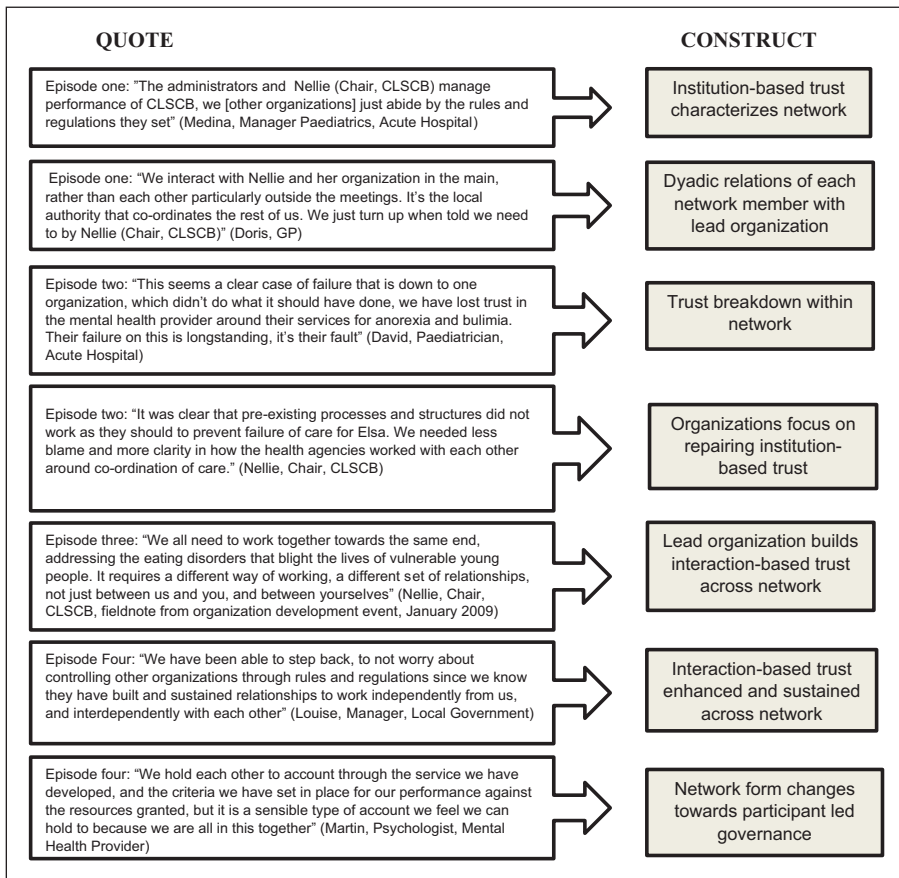 QUOTE
CONSTRUCT
Episode one: ”The administrators and Nellie (Chair, CLSCB) manage
performance of CLSCB, we [other organizations] just abide by the rules and
regulations they set” (Medina, Manager Paediatrics, Acute Hospital)
Institution-based trust
characterizes network
Episode one: “We interact with Nellie and her organization in the main,
rather than each other particularly outside the meetings. It’s the local
authority that co-ordinates the rest of us. We just turn up when told we need
to by Nellie (Chair, CLSCB)” (Doris, GP)
Dyadic relations of each
network member with
lead organization
Episode two: “This seems a clear case of failure that is down to one
organization, which didn’t do what it should have done, we have lost trust in
the mental health provider around their services for anorexia and bulimia.
Their failure on this is longstanding, it’s their fault” (David, Paediatrician,
Acute Hospital)
Trust breakdown within
network
Episode two: “It was clear that pre-existing processes and structures did not
work as they should to prevent failure of care for Elsa. We needed less
blame and more clarity in how the health agencies worked with each other
around co-ordination of care.” (Nellie, Chair, CLSCB)
Organizations focus on
repairing institution-
based trust
Episode three: “We all need to work together towards the same end,
addressing the eating disorders that blight the lives of vulnerable young
people. It requires a different way of working, a different set of relationships,
not just between us and you, and between yourselves” (Nellie, Chair,
CLSCB, fieldnote from organization development event, January 2009)
Lead organization builds
interaction-based trust
across network
Episode Four: “We have been able to step back, to not worry about
controlling other organizations through rules and regulations since we know
they have built and sustained relationships to work independently from us,
and interdependently with each other” (Louise, Manager, Local Government)
Interaction-based trust
enhanced and sustained
across network
Episode four: “We hold each other to account through the service we have
developed, and the criteria we have set in place for our performance against
the resources granted, but it is a sensible type of account we feel we can
hold to because we are all in this together” (Martin, Psychologist, Mental
Health Provider)
Network form changes
towards participant led
governance